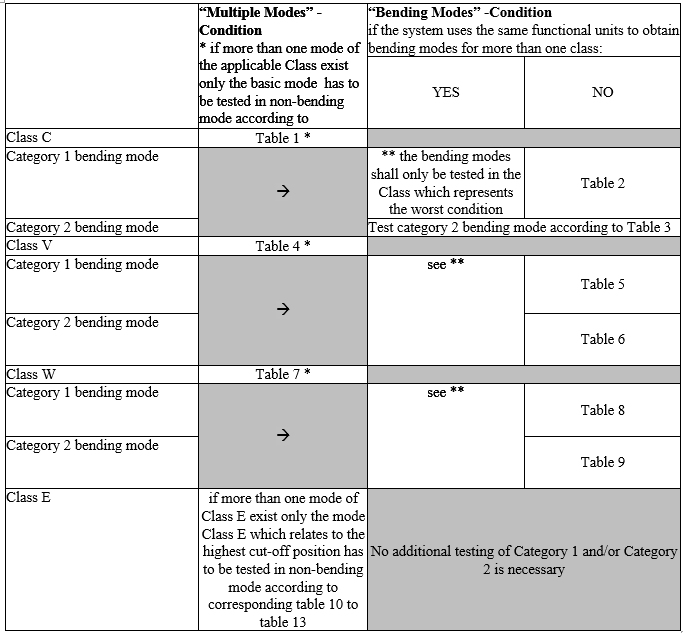 “Multiple Modes” -
Condition
* if more than one mode of
the applicable Class exist
only the basic mode has to
be tested in non-bending
mode according to
“Bending Modes” -Condition
if the system uses the same functional units to obtain
bending modes for more than one class:
YES
NO
Class C
Table 1 *
Category 1 bending mode
→
** the bending modes
shall only be tested in the
Class which represents
the worst condition
Table 2
Category 2 bending mode
Test category 2 bending mode according to Table 3
Class V
Table 4 *
Category 1 bending mode
→
see **
Table 5
Category 2 bending mode
Table 6
Class W
Table 7 *
Category 1 bending mode
→
see **
Table 8
Category 2 bending mode
Table 9
Class E
if more than one mode of
Class E exist only the mode
Class E which relates to the
highest cut-off position has
to be tested in non-bending
mode according to
corresponding table 10 to
table 13
No additional testing of Category 1 and/or Category
2 is necessary